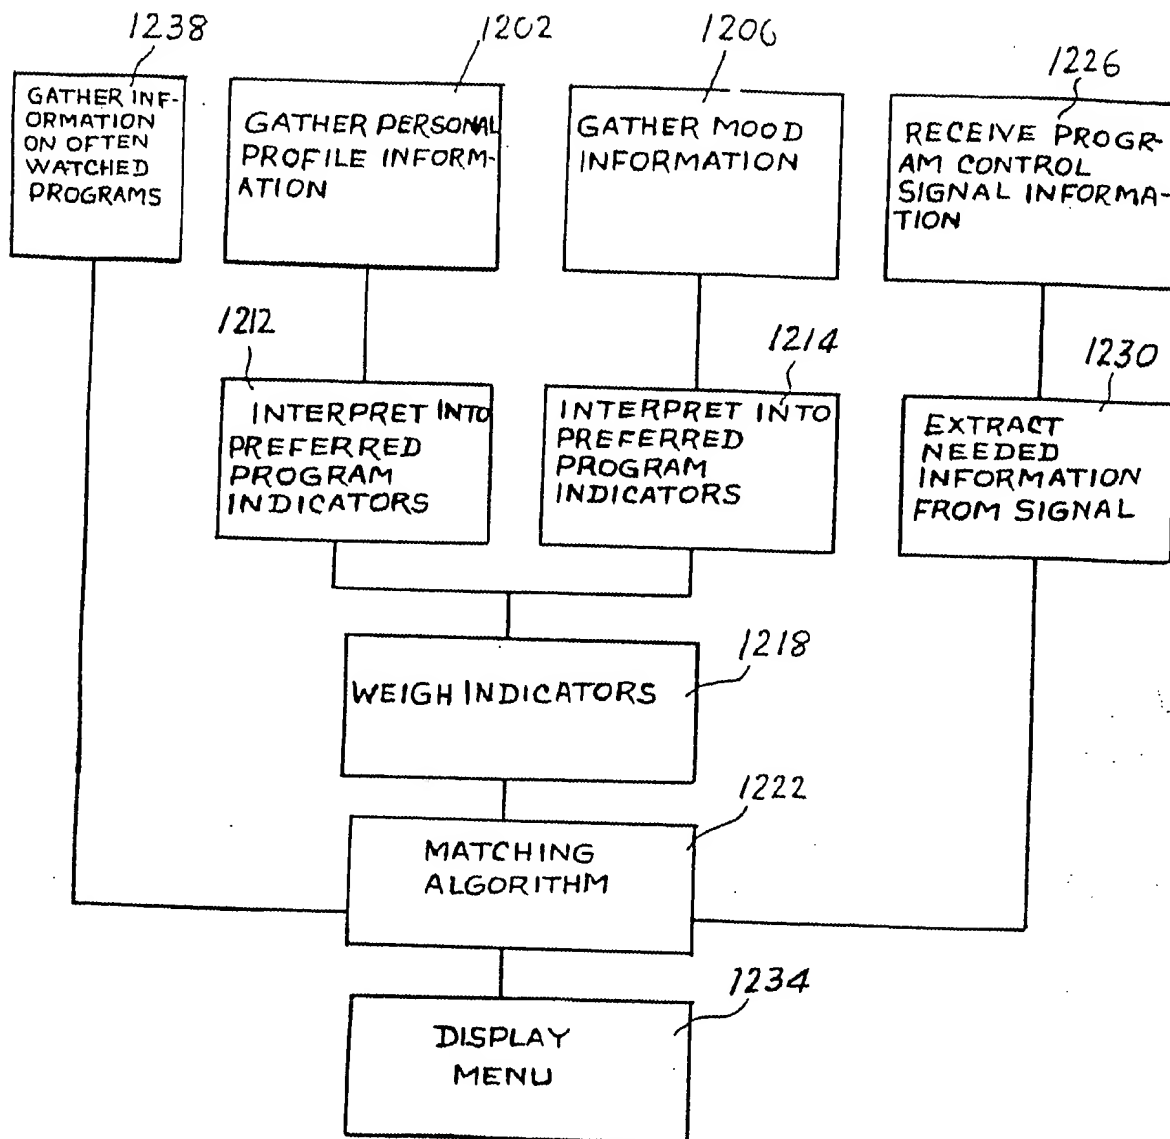 1238
1202
1206
1226
GATHER INF-
ORMATION
ON OFTEN
WATCHED
PROGRAMS
GATHER PERSONAL
PROFILE INFORM-
ATION
GATHER MOOD
INFORMATION
RECEIVE PROGR-
AM CONTROL
SIGNAL INFORMA-
TION
1212
1214
1230
INTERPRET INTO
PREFERRED
PROGRAM
INDICATORS
INTERPRET INTO
PREFERRED
PROGRAM
INDICATORS
EXTRACT
NEEDED
INFORMATION
FROM SIGNAL
1218
WEIGH INDICATORS
1222
MATCHING
ALGORITHM
1234
DISPLAY
MENU